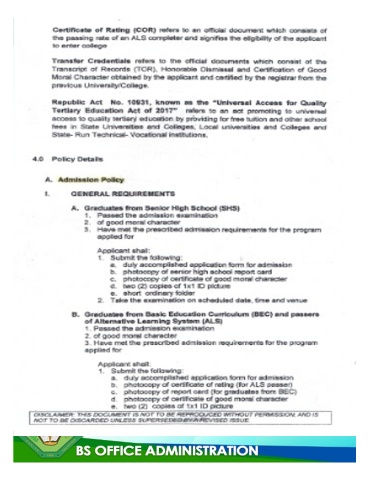 Certificate of Rating (COR) refers to an official document which consists of
the passing rate of an ALS completer and signifies the eligibility of the applicant
to enter college
Transfer Credentials refers to the official documents which consist of the
Transcript of Records (TOR), Honorable Dismissal and Certification of Good
Moral Character obtained by the applicant and certified by the registrar from the
previous University/College.
Republic Act No. 10931, known as the "Universal Access for Quality
Tertiary Education Act of 2017" refers to an act promoting to universal
access to quality tertiary education by providing for free tuition and other school
fees in State Universities and Colleges, Local universities and Colleges and
State- Run Technical- Vocational Institutions.
4.0 Policy Details
A. Admission Policy
I. GENERAL REQUIREMENTS
A. Graduates from Senior High School (SHS)
1. Passed the admission examination
2. of good moral character
3. Have met the prescribed admission requirements for the program
applied for
Applicant shall:
1. Submit the following:
a. duly accomplished application form for admission
b. photocopy of senior high school report card
c. photocopy of certificate of good moral character
d. two (2) copies of 1x1 ID picture
e. short ordinary folder
2. Take the examination on scheduled date, time and venue
B. Graduates from Basic Education Curriculum (BEC) and passers
of Alternative Learning System (ALS)
1. Passed the admission examination
2. of good moral character
3. Have met the prescribed admission requirements for the program
applied for
Applicant shall:
1. Submit the following:
a. duly accomplished application form for admission
b. photocopy of certificate of rating (for ALS passer)
c. photocopy of report card (for graduates from BEC)
d. photocopy of certificate of good moral character
e. two (2) copies of 1x1 ID picture
DISCLAIMER: THIS DOCUMENT IS NOT TO BE REPRODUCED WITHOUT PERMISSION, AND IS
NOT TO BE DISCARDED UNLESS SUPERSEDED BY A REVISED ISSUE
BS OFFICE ADMINISTRATION